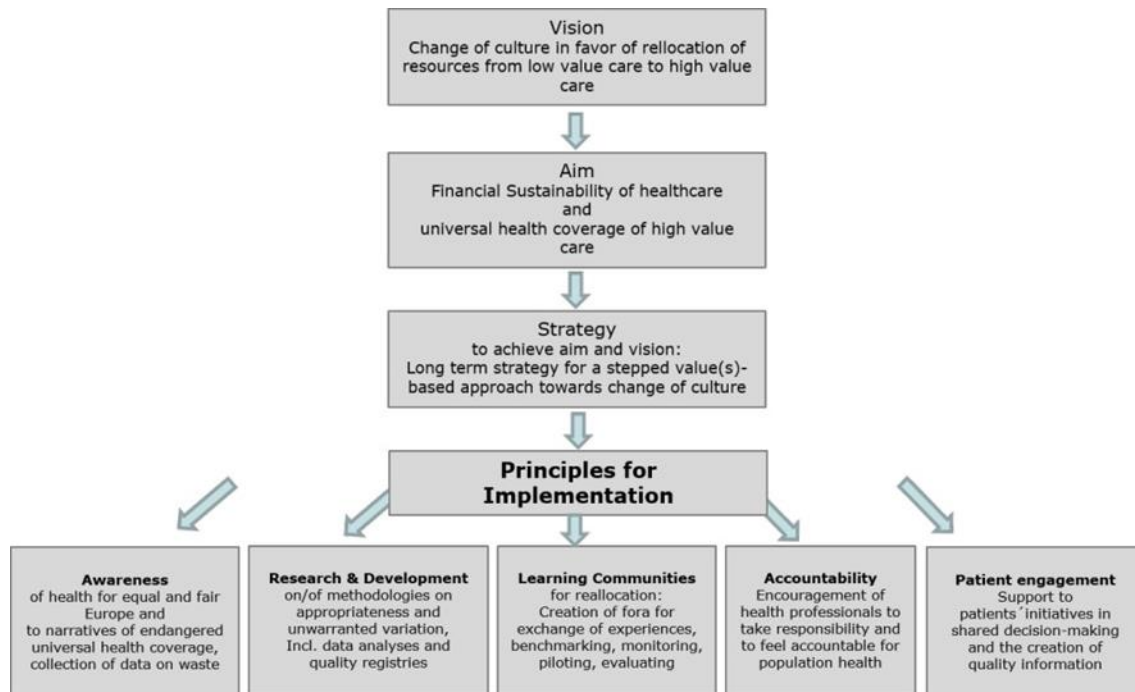 Vision
Change of culture in favor of rellocation of
resources from low value care to high value
care
Aim
Financial Sustainability of healthcare
and
universal health coverage of high value
care
Strategy
to achieve aim and vision:
Long term strategy for a stepped value(s)-
based approach towards change of culture
Principles for
Implementation
Awareness
of health for equal and fair
Europe and
to narratives of endangered
universal health coverage,
collection of data on waste
Research & Development
on/of methodologies on
appropriateness and
unwarranted variation,
Incl. data analyses and
quality registries
Learning Communities
for reallocation:
Creation of fora for
exchange of experiences,
benchmarking, monitoring,
piloting, evaluating
Accountability
Encouragement of
health professionals to
take responsibility and
to feel accountable for
population health
Patient engagement
Support to
patients´initiatives in
shared decision-making
and the creation of
quality information